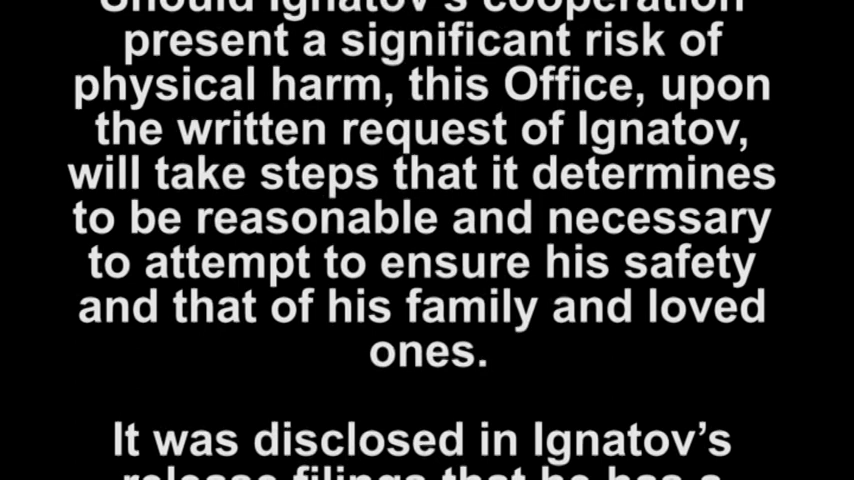 Should Ignatov's cooperation
present a significant risk of
physical harm, this Office, upon
the written request of Ignatov,
will take steps that it determines
to be reasonable and necessary
to attempt to ensure his safety
and that of his family and loved
ones.
It was disclosed in Ignatov’s
release filings that he has a